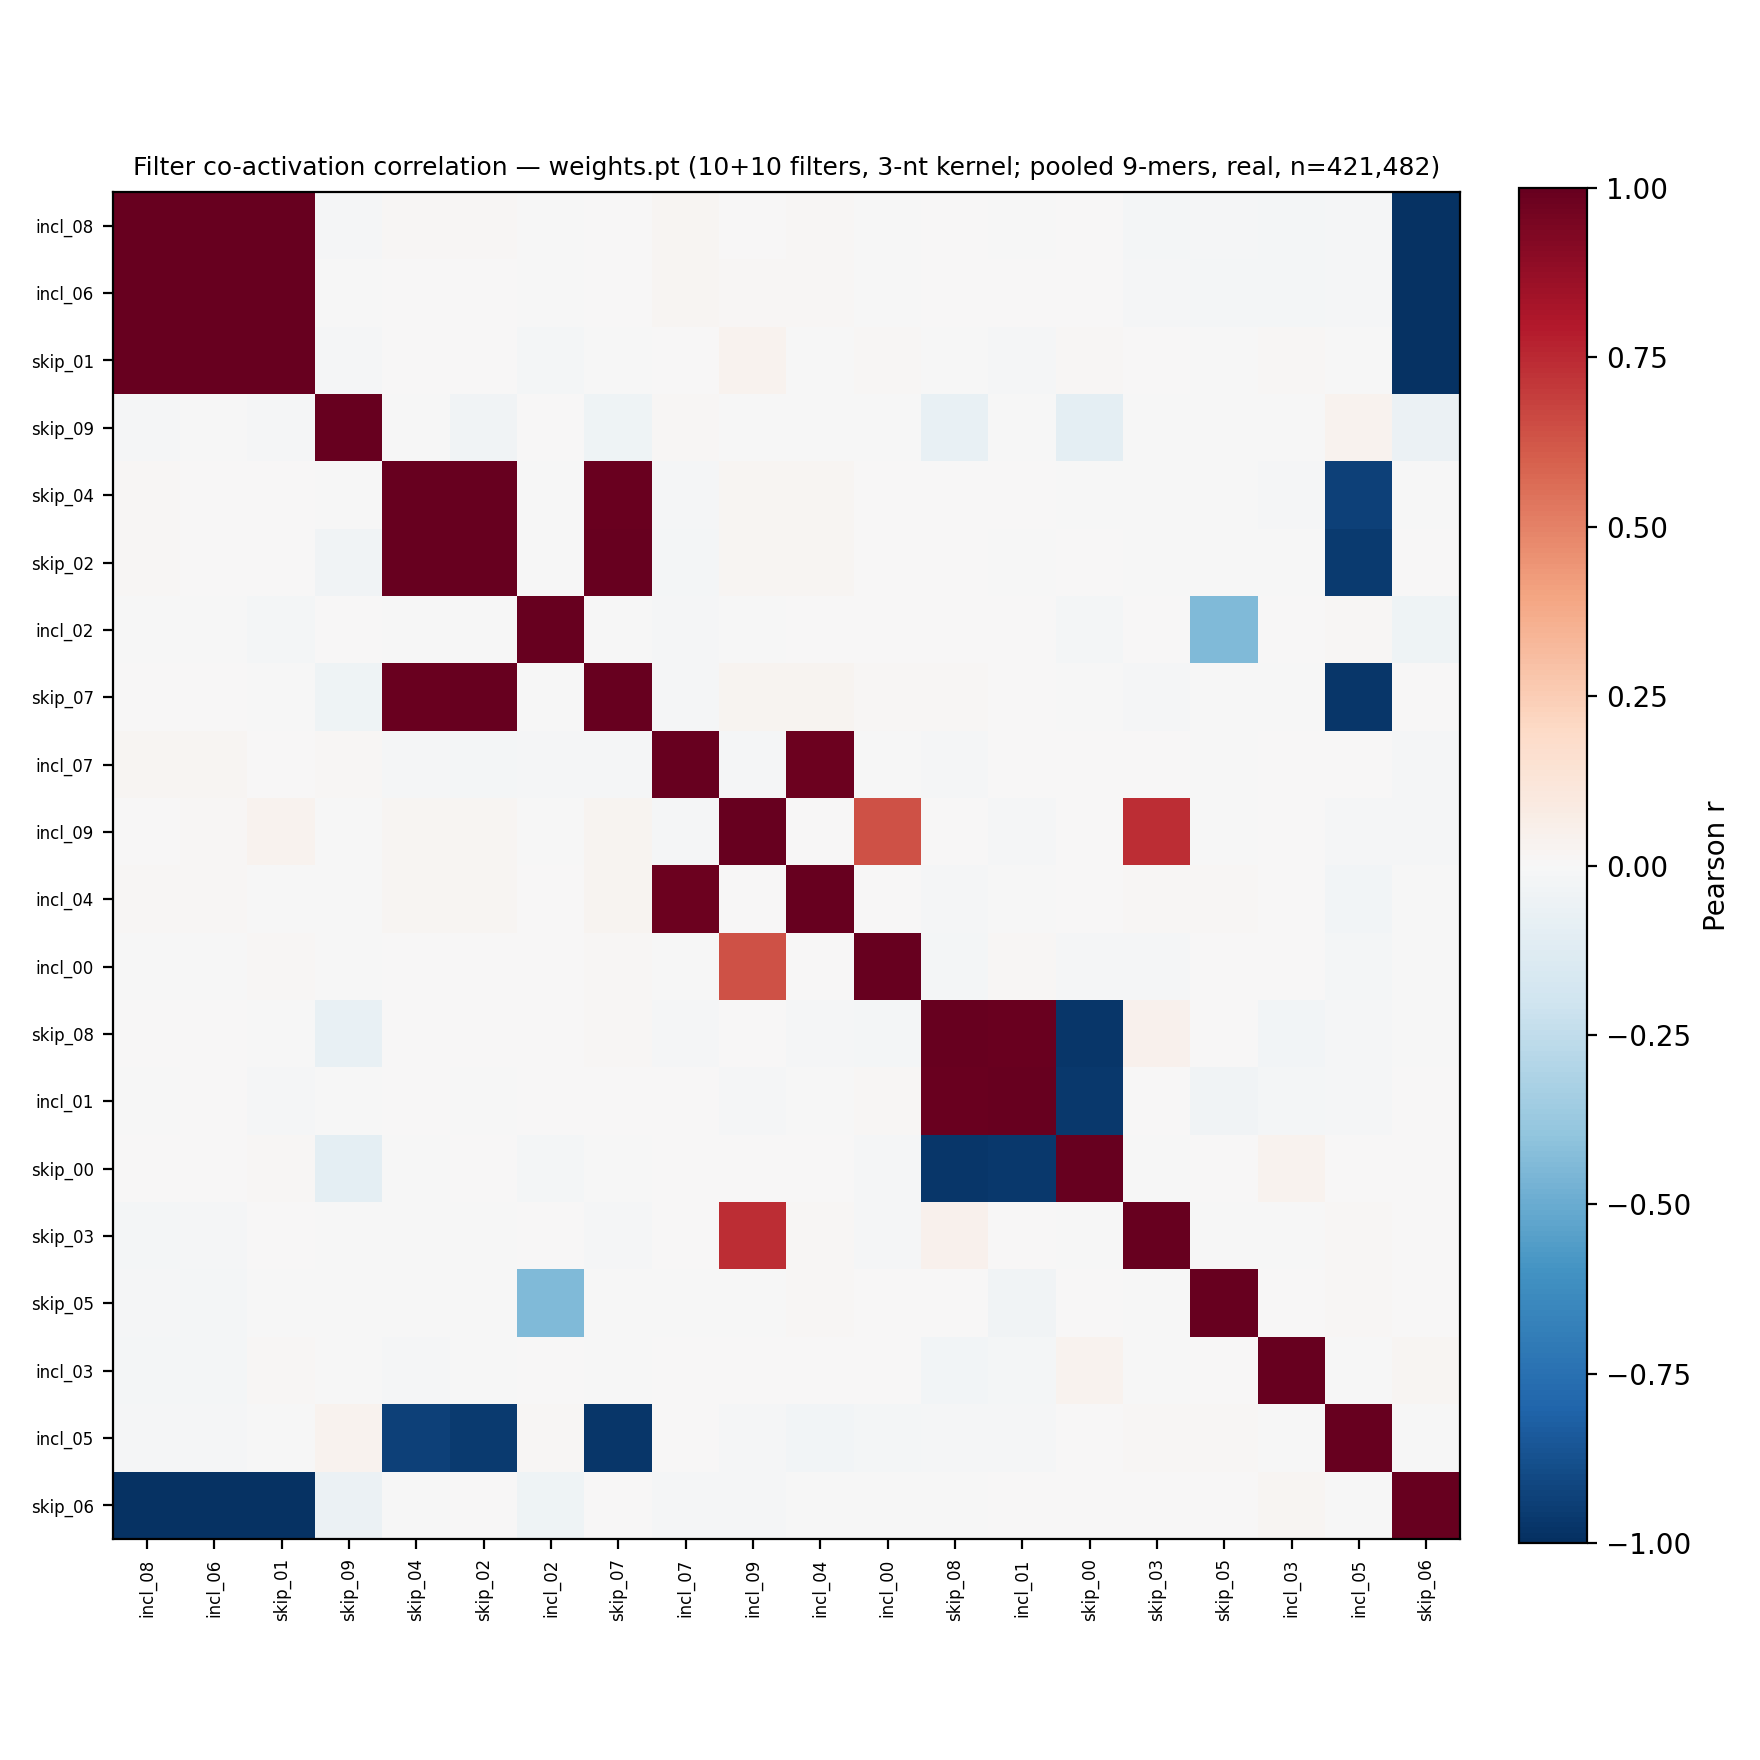 Filter co-activation correlation — weights.pt (10+10 filters, 3-nt kernel; pooled 9-mers, real, n=421,482)
incl_08
incl_06
skip_01
skip_09
skip_04
skip_02
incl_02
skip_07
incl_07
incl_09
incl_04
incl_00
skip_08
incl_01
skip_00
skip_03
skip_05
incl_03
incl_05
skip_06
incl_08
incl_06
skip_01
skip_09
skip_04
skip_02
incl_02
skip_07
incl_07
incl_09
incl_04
incl_00
skip_08
incl_01
skip_00
skip_03
skip_05
incl_03
incl_05
skip_06
1.00
0.75
0.50
0.25
0.00
−0.25
−0.50
−0.75
−1.00
Pearson r